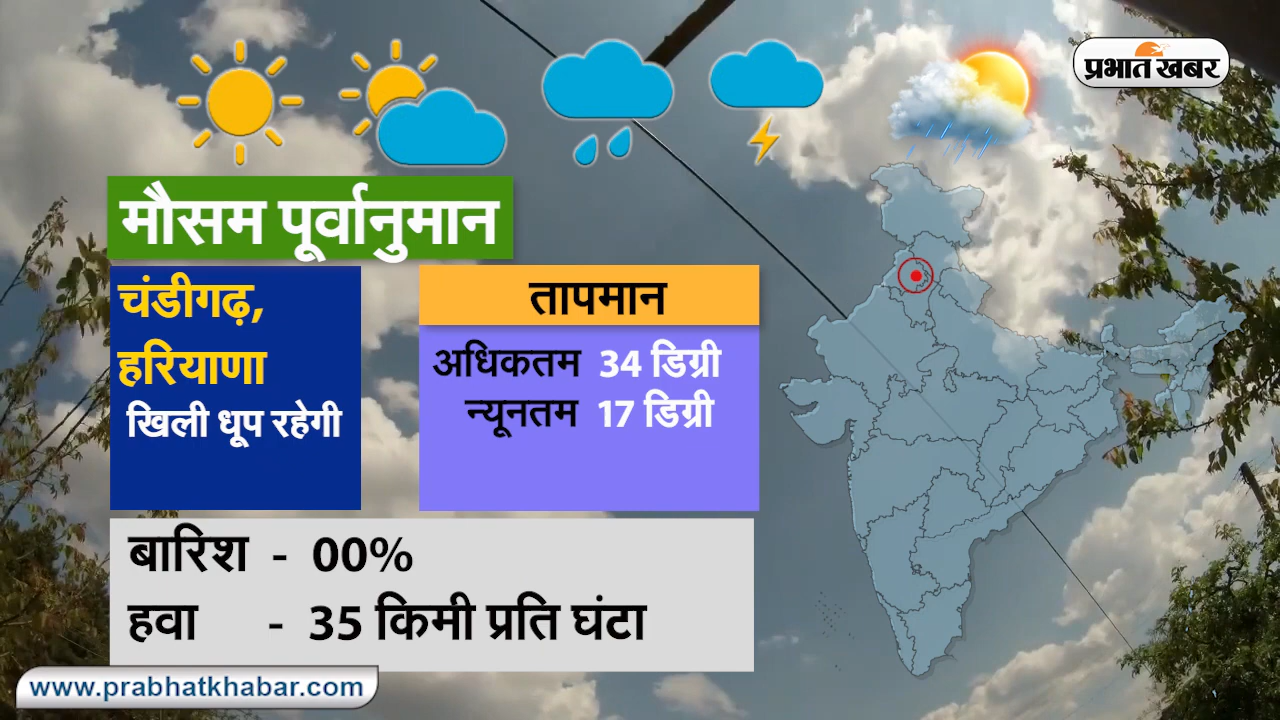 प्रभात खबर
मौसम पूर्वानुमान
चंडीगढ़,
हरियाणा
खिली धूप रहेगी
तापमान
अधिकतम 34 डिग्री
न्यूनतम 17 डिग्री
बारिश - 00%
हवा - 35 किमी प्रति घंटा
www.prabhatkhabar.com